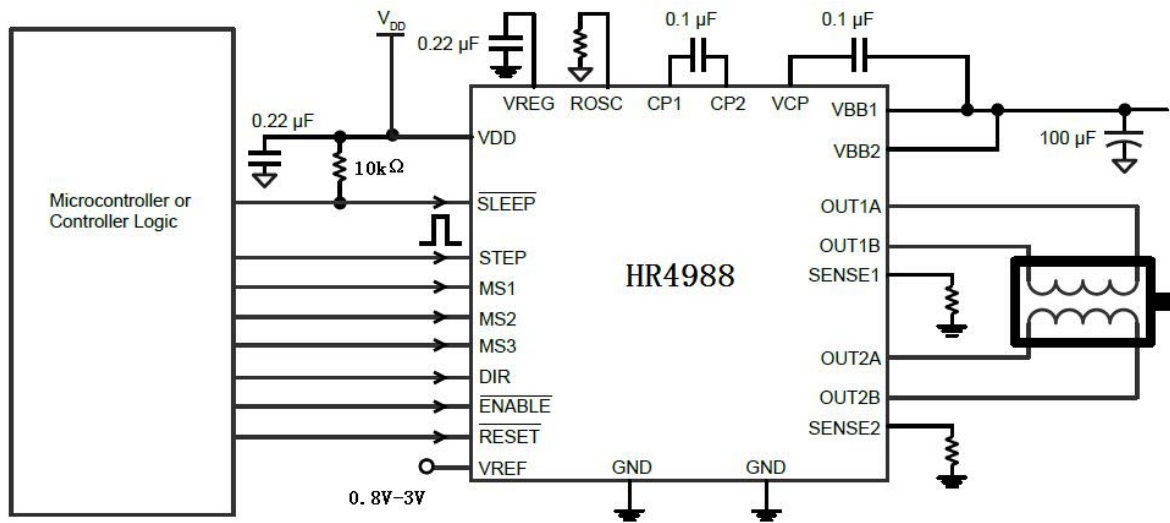 V_DD
0.22 µF
0.1 µF
0.1 µF
VREG
ROSC
CP1
CP2
VCP
VBB1
0.22 µF
VDD
10kΩ
VBB2
100 µF
Microcontroller or
Controller Logic
SLEEP
OUT1A
STEP
OUT1B
HR4988
SENSE1
MS1
MS2
MS3
OUT2A
DIR
OUT2B
ENABLE
RESET
SENSE2
VREF
GND
GND
0.8V-3V